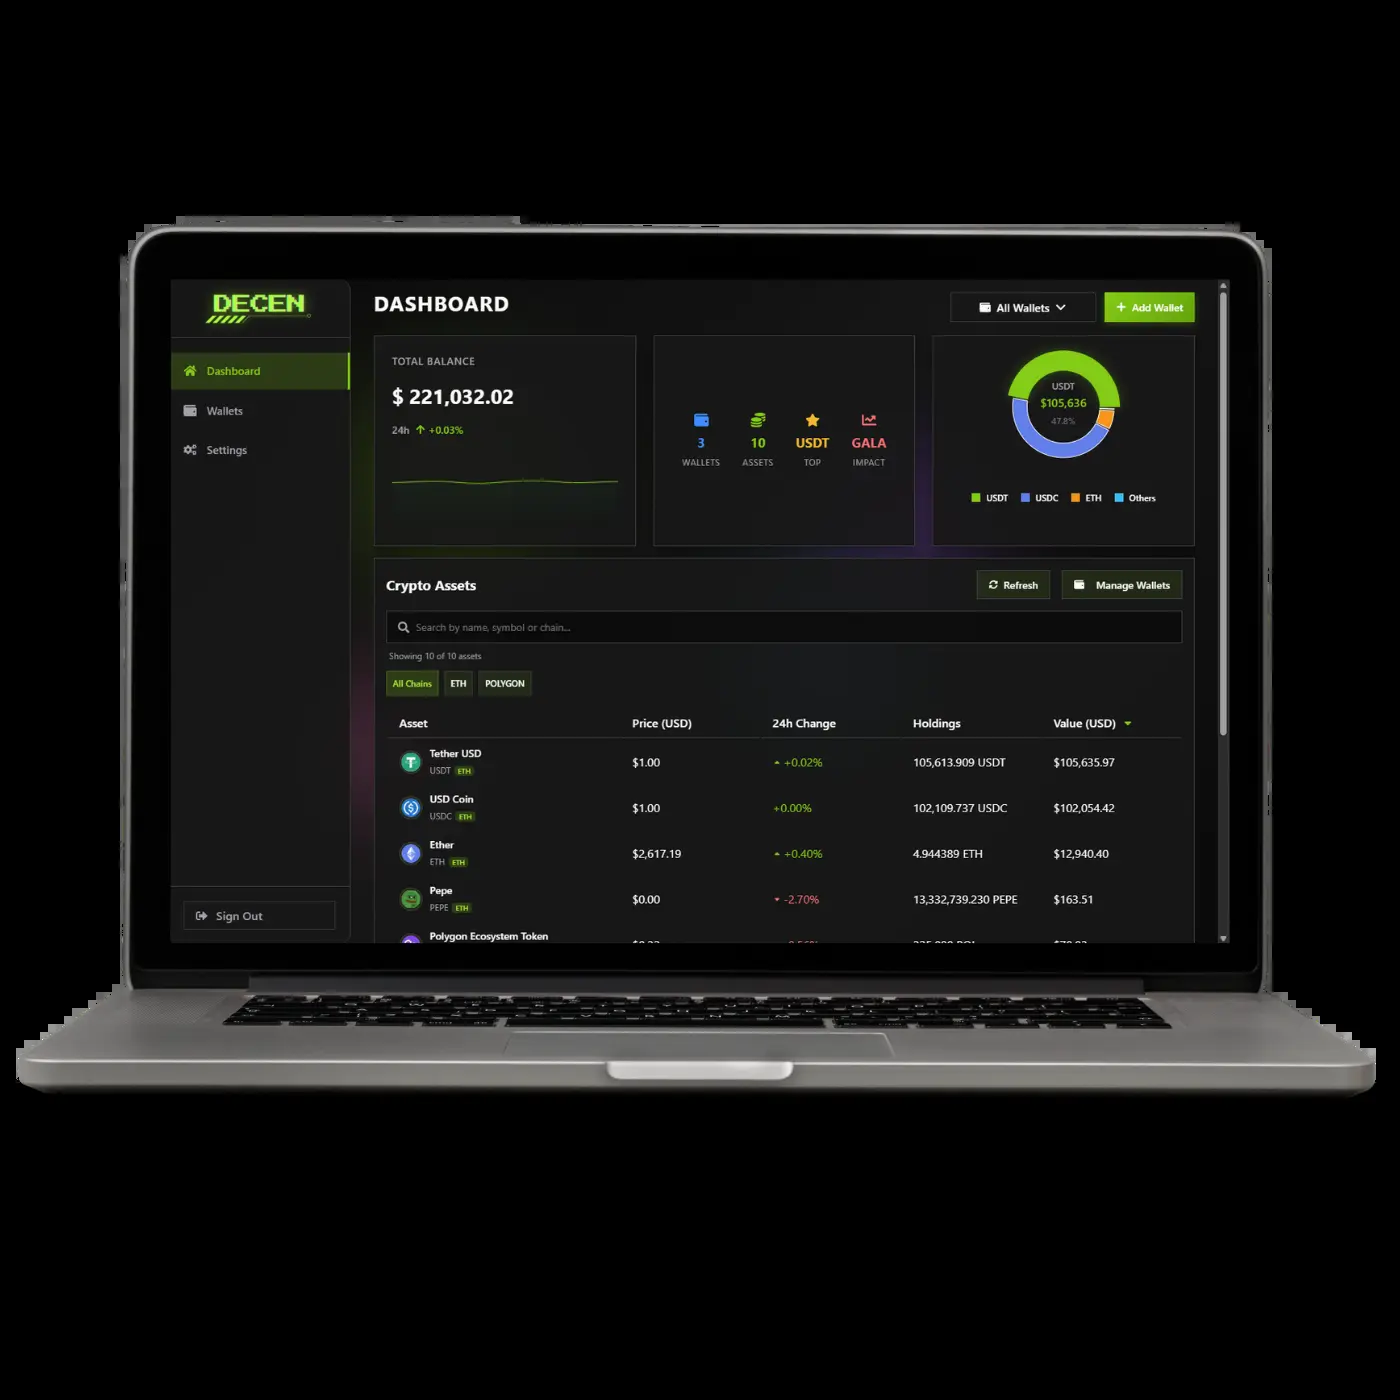 DECEN
DASHBOARD
All Wallets
+ Add Wallet
Dashboard
Wallets
Settings
Sign Out
TOTAL BALANCE
$ 221,032.02
24h ↑ +0.03%
3 10 USDT GALA
WALLETS ASSETS TOP IMPACT
USDT
$105,636
47.8%
USDT USDC ETH Others
Crypto Assets
Refresh
Manage Wallets
Search by name, symbol or chain...
Showing 10 of 10 assets
All Chains ETH POLYGON
Asset Price (USD) 24h Change Holdings Value (USD)
Tether USD
USDT ETH
$1.00 +0.02% 105,613.909 USDT $105,635.97
USD Coin
USDC ETH
$1.00 +0.00% 102,109.737 USDC $102,054.42
Ether
ETH ETH
$2,617.19 +0.40% 4.944389 ETH $12,940.40
Pepe
PEPE ETH
$0.00 -2.70% 13,332,739.230 PEPE $163.51
Polygon Ecosystem Token